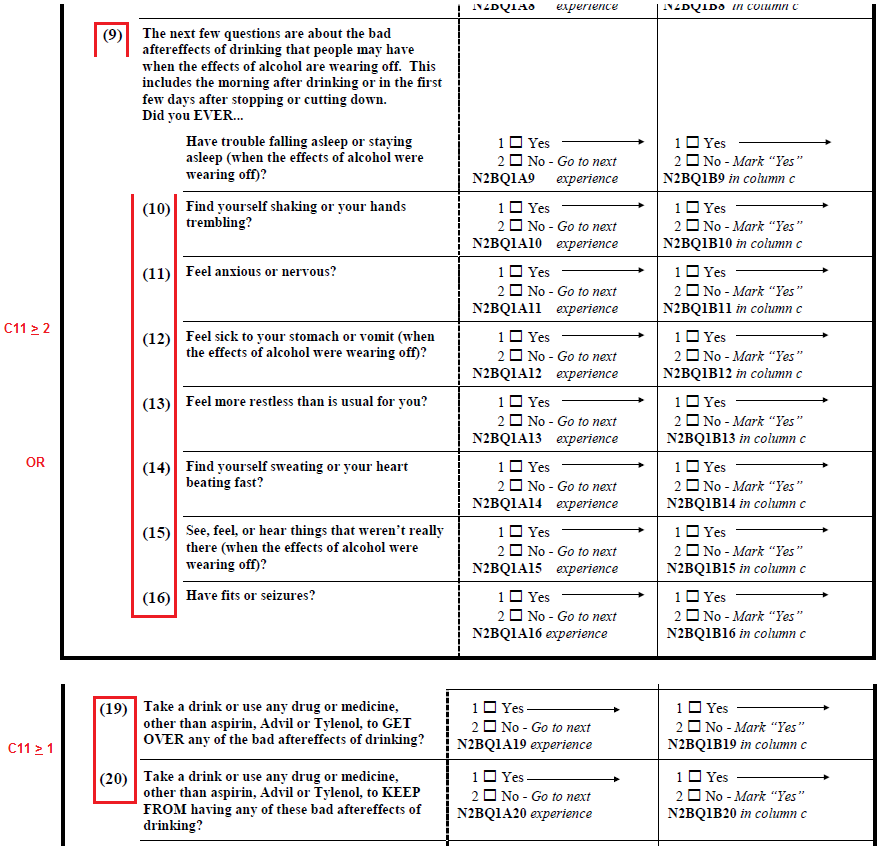 N2BQ1A8 experience N2BQ1B8 in column c
(9) The next few questions are about the bad
aftereffects of drinking that people may have
when the effects of alcohol are wearing off. This
includes the morning after drinking or in the first
few days after stopping or cutting down.
Did you EVER...
Have trouble falling asleep or staying 1 Yes 1 Yes
asleep (when the effects of alcohol were 2 No - Go to next 2 No - Mark “Yes”
wearing off)? N2BQ1A9 experience N2BQ1B9 in column c
(10) Find yourself shaking or your hands 1 Yes 1 Yes
trembling? 2 No - Go to next 2 No - Mark “Yes”
N2BQ1A10 experience N2BQ1B10 in column c
(11) Feel anxious or nervous? 1 Yes 1 Yes
2 No - Go to next 2 No - Mark “Yes”
N2BQ1A11 experience N2BQ1B11 in column c
C11 ≥ 2
(12) Feel sick to your stomach or vomit (when 1 Yes 1 Yes
the effects of alcohol were wearing off)? 2 No - Go to next 2 No - Mark “Yes”
N2BQ1A12 experience N2BQ1B12 in column c
(13) Feel more restless than is usual for you? 1 Yes 1 Yes
2 No - Go to next 2 No - Mark “Yes”
N2BQ1A13 experience N2BQ1B13 in column c
OR
(14) Find yourself sweating or your heart 1 Yes 1 Yes
beating fast? 2 No - Go to next 2 No - Mark “Yes”
N2BQ1A14 experience N2BQ1B14 in column c
(15) See, feel, or hear things that weren’t really 1 Yes 1 Yes
there (when the effects of alcohol were 2 No - Go to next 2 No - Mark “Yes”
wearing off)? N2BQ1A15 experience N2BQ1B15 in column c
(16) Have fits or seizures? 1 Yes 1 Yes
2 No - Go to next 2 No - Mark “Yes”
N2BQ1A16 experience N2BQ1B16 in column c
(19) Take a drink or use any drug or medicine, 1 Yes 1 Yes
other than aspirin, Advil or Tylenol, to GET 2 No - Go to next 2 No - Mark “Yes”
OVER any of the bad aftereffects of drinking? N2BQ1A19 experience N2BQ1B19 in column c
C11 ≥ 1
(20) Take a drink or use any drug or medicine, 1 Yes 1 Yes
other than aspirin, Advil or Tylenol, to KEEP 2 No - Go to next 2 No - Mark “Yes”
FROM having any of these bad aftereffects of N2BQ1A20 experience N2BQ1B20 in column c
drinking?